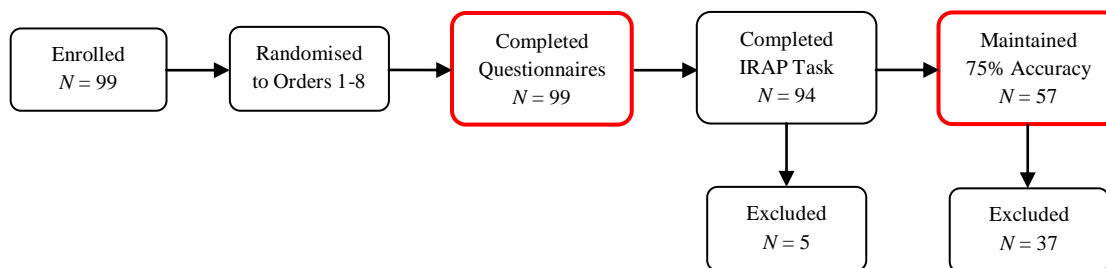 Enrolled
N = 99
Randomised
to Orders 1-8
Completed
Questionnaires
N = 99
Completed
IRAP Task
N = 94
Maintained
75% Accuracy
N = 57
Excluded
N = 5
Excluded
N = 37